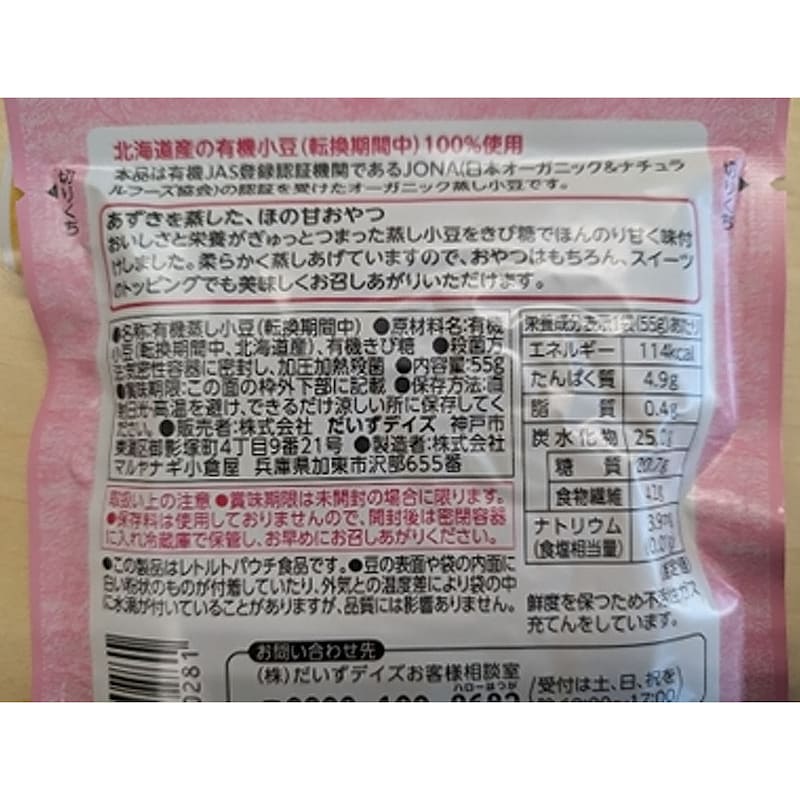 北海道産の有機小豆(転換期間中)100%使用
本品は有機JAS登録認証機関であるJONA(日本オーガニック&ナチュラ
ルフーズ協会)の認証を受けたオーガニック蒸し小豆です。
切りくち
切りくち
あずきを蒸した、ほの甘おやつ
おいしさと栄養がぎゅっとつまった蒸し小豆をきび糖でほんのり甘く味付
けしました。柔らかく蒸しあげていますので、おやつはもちろん、スイーツ
のトッピングでも美味しくお召しあがりいただけます。
●名称:有機蒸し小豆(転換期間中) ●原材料名:有機
小豆(転換期間中、北海道産)、有機きび糖 ●殺菌方
法:気密性容器に密封し、加圧加熱殺菌 ●内容量:55g
●賞味期限:この面の枠外下部に記載 ●保存方法:直
射日光・高温を避け、できるだけ涼しい所に保存してく
ださい。 ●販売者:株式会社 だいずデイズ 神戸市
東灘区御影塚町4丁目9番21号 ●製造者:株式会社
マルヤナギ小倉屋 兵庫県加東市沢部655番
取扱い上の注意 ●賞味期限は未開封の場合に限ります。
●保存料は使用しておりませんので、開封後は密閉容器
に入れ冷蔵庫で保管し、お早めにお召しあがりください。
●この製品はレトルトパウチ食品です。●豆の表面や袋の内面に
白い粉状のものが付着していたり、外気との温度差により袋の中
に水滴が付いていることがありますが、品質には影響ありません。
栄養成分表示1袋(55g)あたり
エネルギー 114kcal
たんぱく質 4.9g
脂質 0.4g
炭水化物
糖質
食物繊維
ナトリウム
(食塩相当量)
鮮度を保つため不活性ガス
充てんをしています。
お問い合わせ先
(株)だいずデイズお客様相談室
ハローはつが
(受付は土、日、祝を
0281